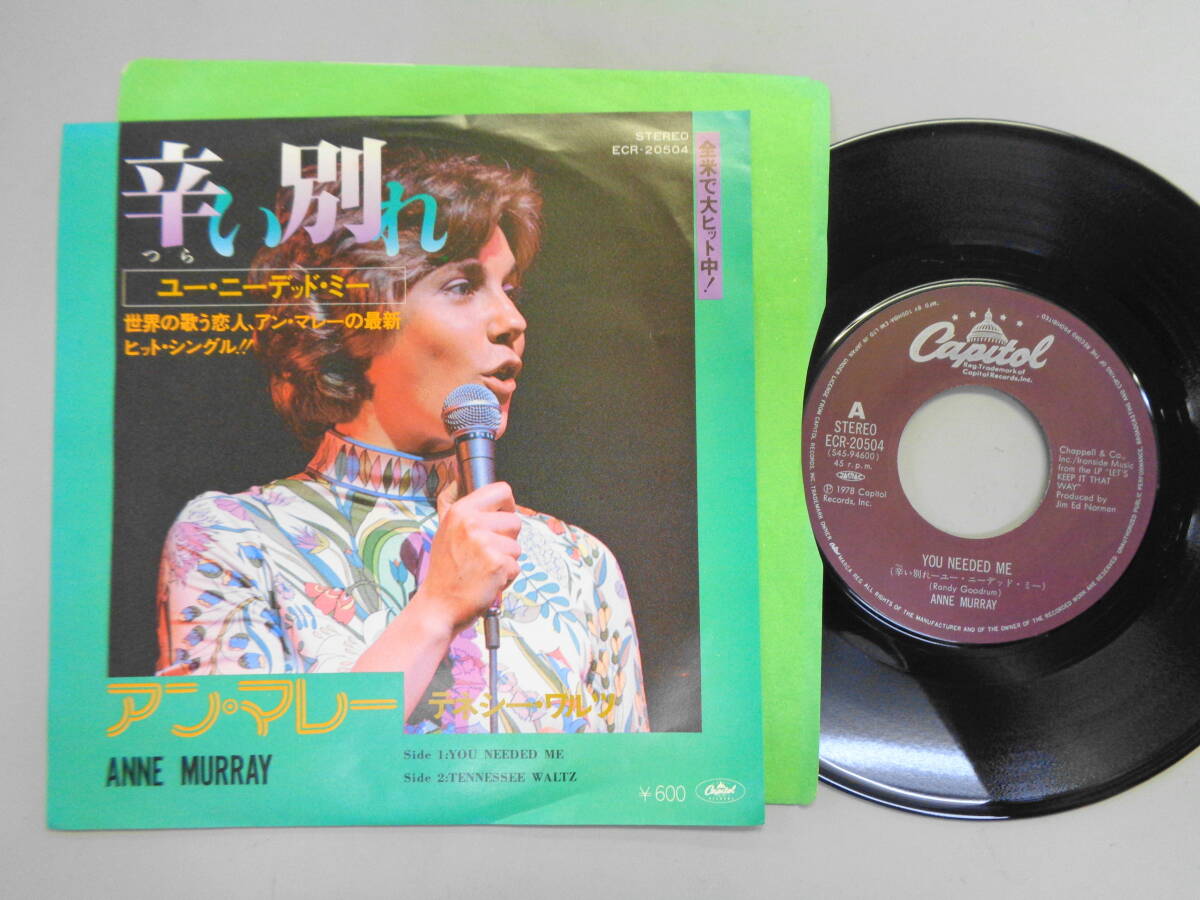 STEREO
ECR-20504
全米で大ヒット中!
辛い別れ
つら
ユー・ニーデッド・ミー
世界の歌う恋人、アン・マレーの最新
ヒット・シングル!!
アン・マレー
テネシー・ワルツ
ANNE MURRAY
Side 1:YOU NEEDED ME
Side 2:TENNESSEE WALTZ
¥600
Capitol
RECORDS
Capitol
Reg. Trademark of
Capitol Records, Inc.
A
STEREO
ECR-20504
(S45-94600)
45 r.p.m.
JASRAC
Ⓟ 1978 Capitol
Records, Inc.
Chappell & Co.,
Inc./Ironside Music
from the LP "LET'S
KEEP IT THAT
WAY"
Produced by
Jim Ed Norman
YOU NEEDED ME
(辛い別れーユー・ニーデッド・ミー)
(Randy Goodrum)
ANNE MURRAY